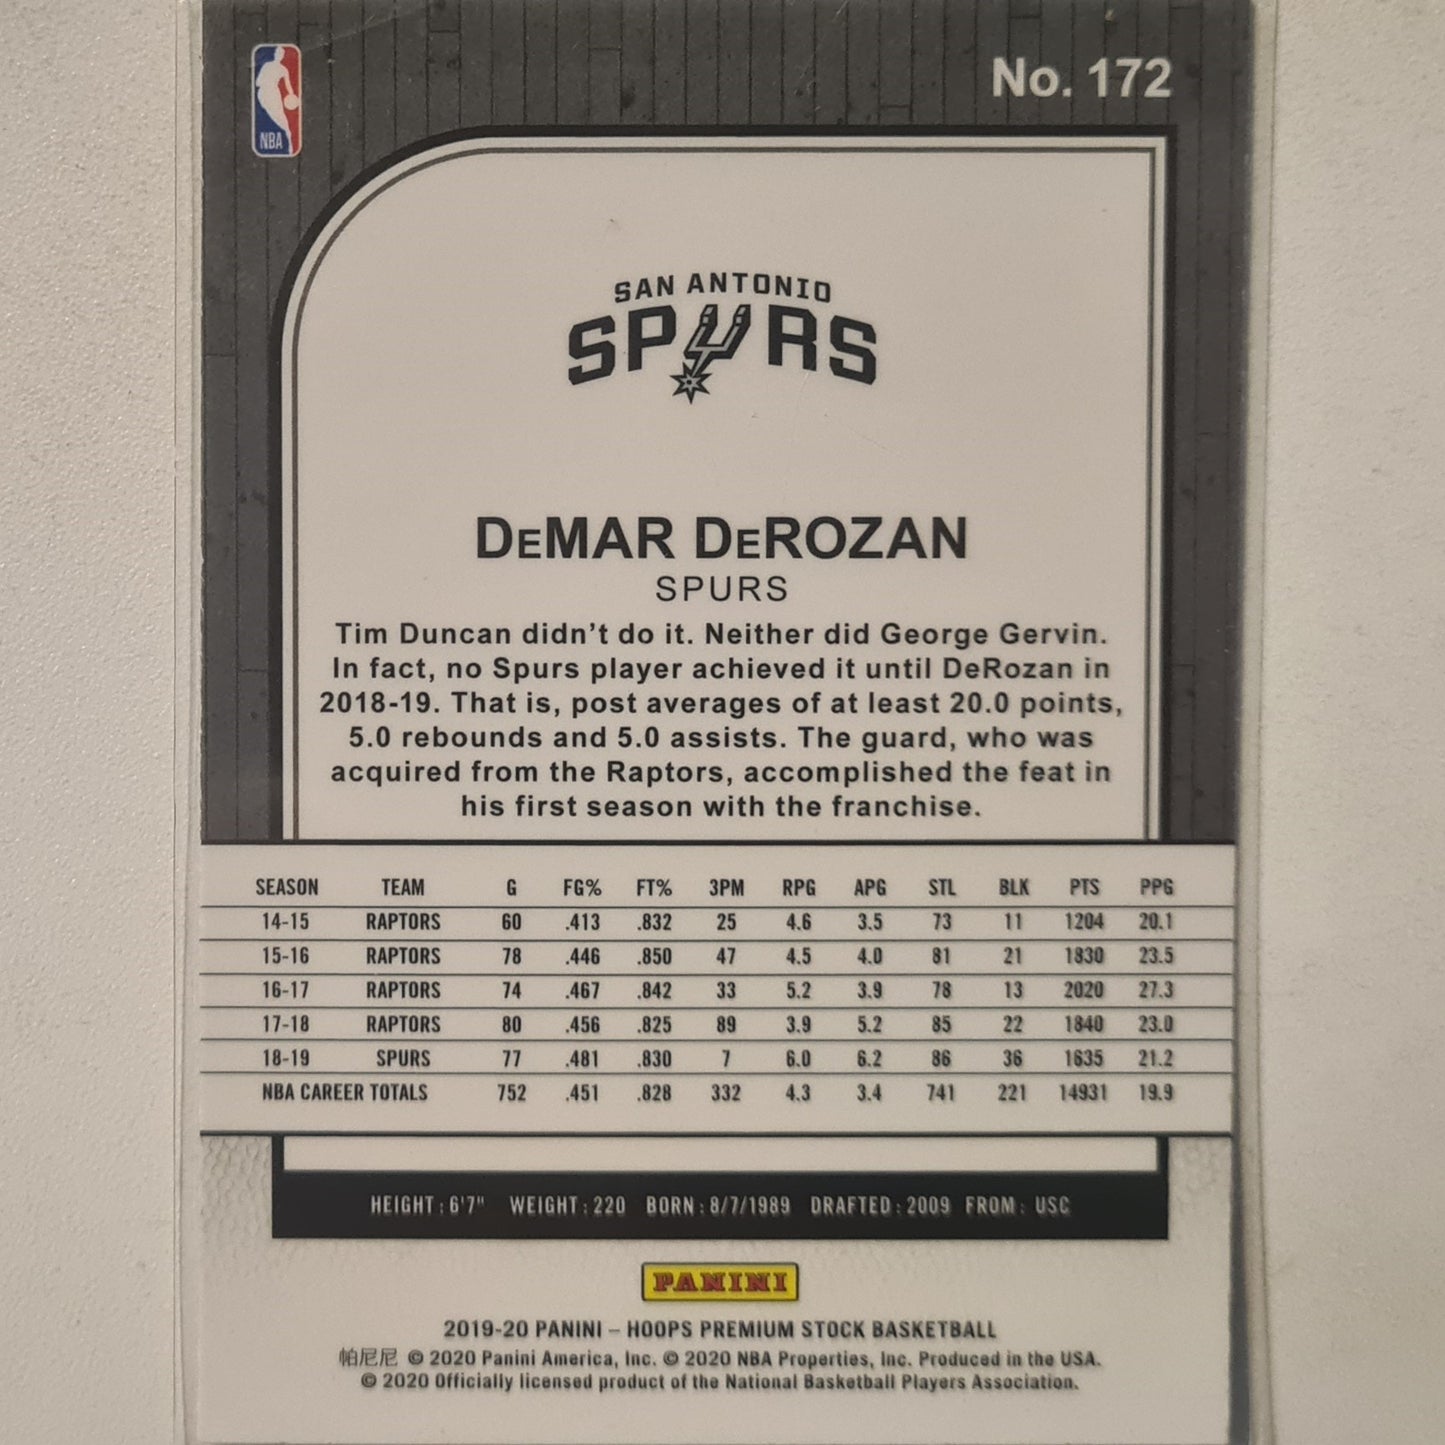 NBA
No. 172
SAN ANTONIO
SPURS
DeMAR DeROZAN
SPURS
Tim Duncan didn't do it. Neither did George Gervin.
In fact, no Spurs player achieved it until DeRozan in
2018-19. That is, post averages of at least 20.0 points,
5.0 rebounds and 5.0 assists. The guard, who was
acquired from the Raptors, accomplished the feat in
his first season with the franchise.
SEASON TEAM G FG% FT% 3PM RPG APG STL BLK PTS PPG
14-15 RAPTORS 60 .413 .832 25 4.6 3.5 73 11 1204 20.1
15-16 RAPTORS 78 .446 .850 47 4.5 4.0 81 21 1830 23.5
16-17 RAPTORS 74 .467 .842 33 5.2 3.9 78 13 2020 27.3
17-18 RAPTORS 80 .456 .825 89 3.9 5.2 85 22 1840 23.0
18-19 SPURS 77 .481 .830 7 6.0 6.2 86 36 1635 21.2
NBA CAREER TOTALS 752 .451 .828 332 4.3 3.4 741 221 14931 19.9
HEIGHT: 6'7" WEIGHT: 220 BORN: 8/7/1989 DRAFTED: 2009 FROM: USC
PANINI
2019-20 PANINI – HOOPS PREMIUM STOCK BASKETBALL
帕尼尼 © 2020 Panini America, Inc. © 2020 NBA Properties, Inc. Produced in the USA.
© 2020 Officially licensed product of the National Basketball Players Association.